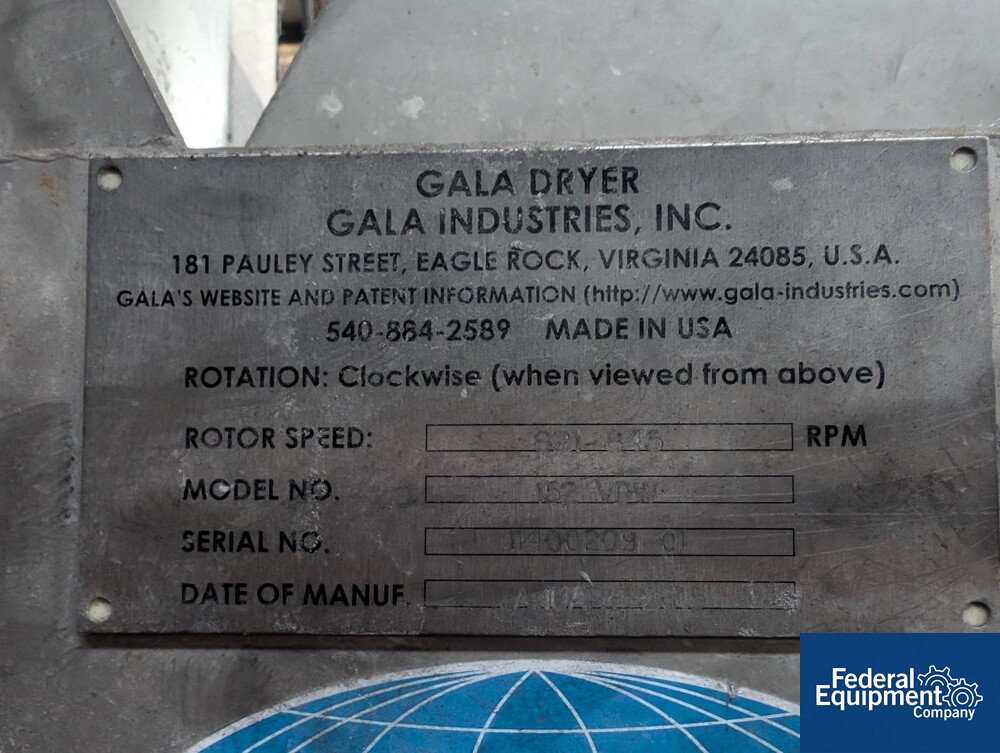 GALA DRYER
GALA INDUSTRIES, INC.
181 PAULEY STREET, EAGLE ROCK, VIRGINIA 24085, U.S.A.
GALA'S WEBSITE AND PATENT INFORMATION (http://www.gala-industries.com)
540-884-2589 MADE IN USA
ROTATION: Clockwise (when viewed from above)
ROTOR SPEED: RPM
MODEL NO. 152 VDW
SERIAL NO.
DATE OF MANUF.
Federal
Equipment
Company